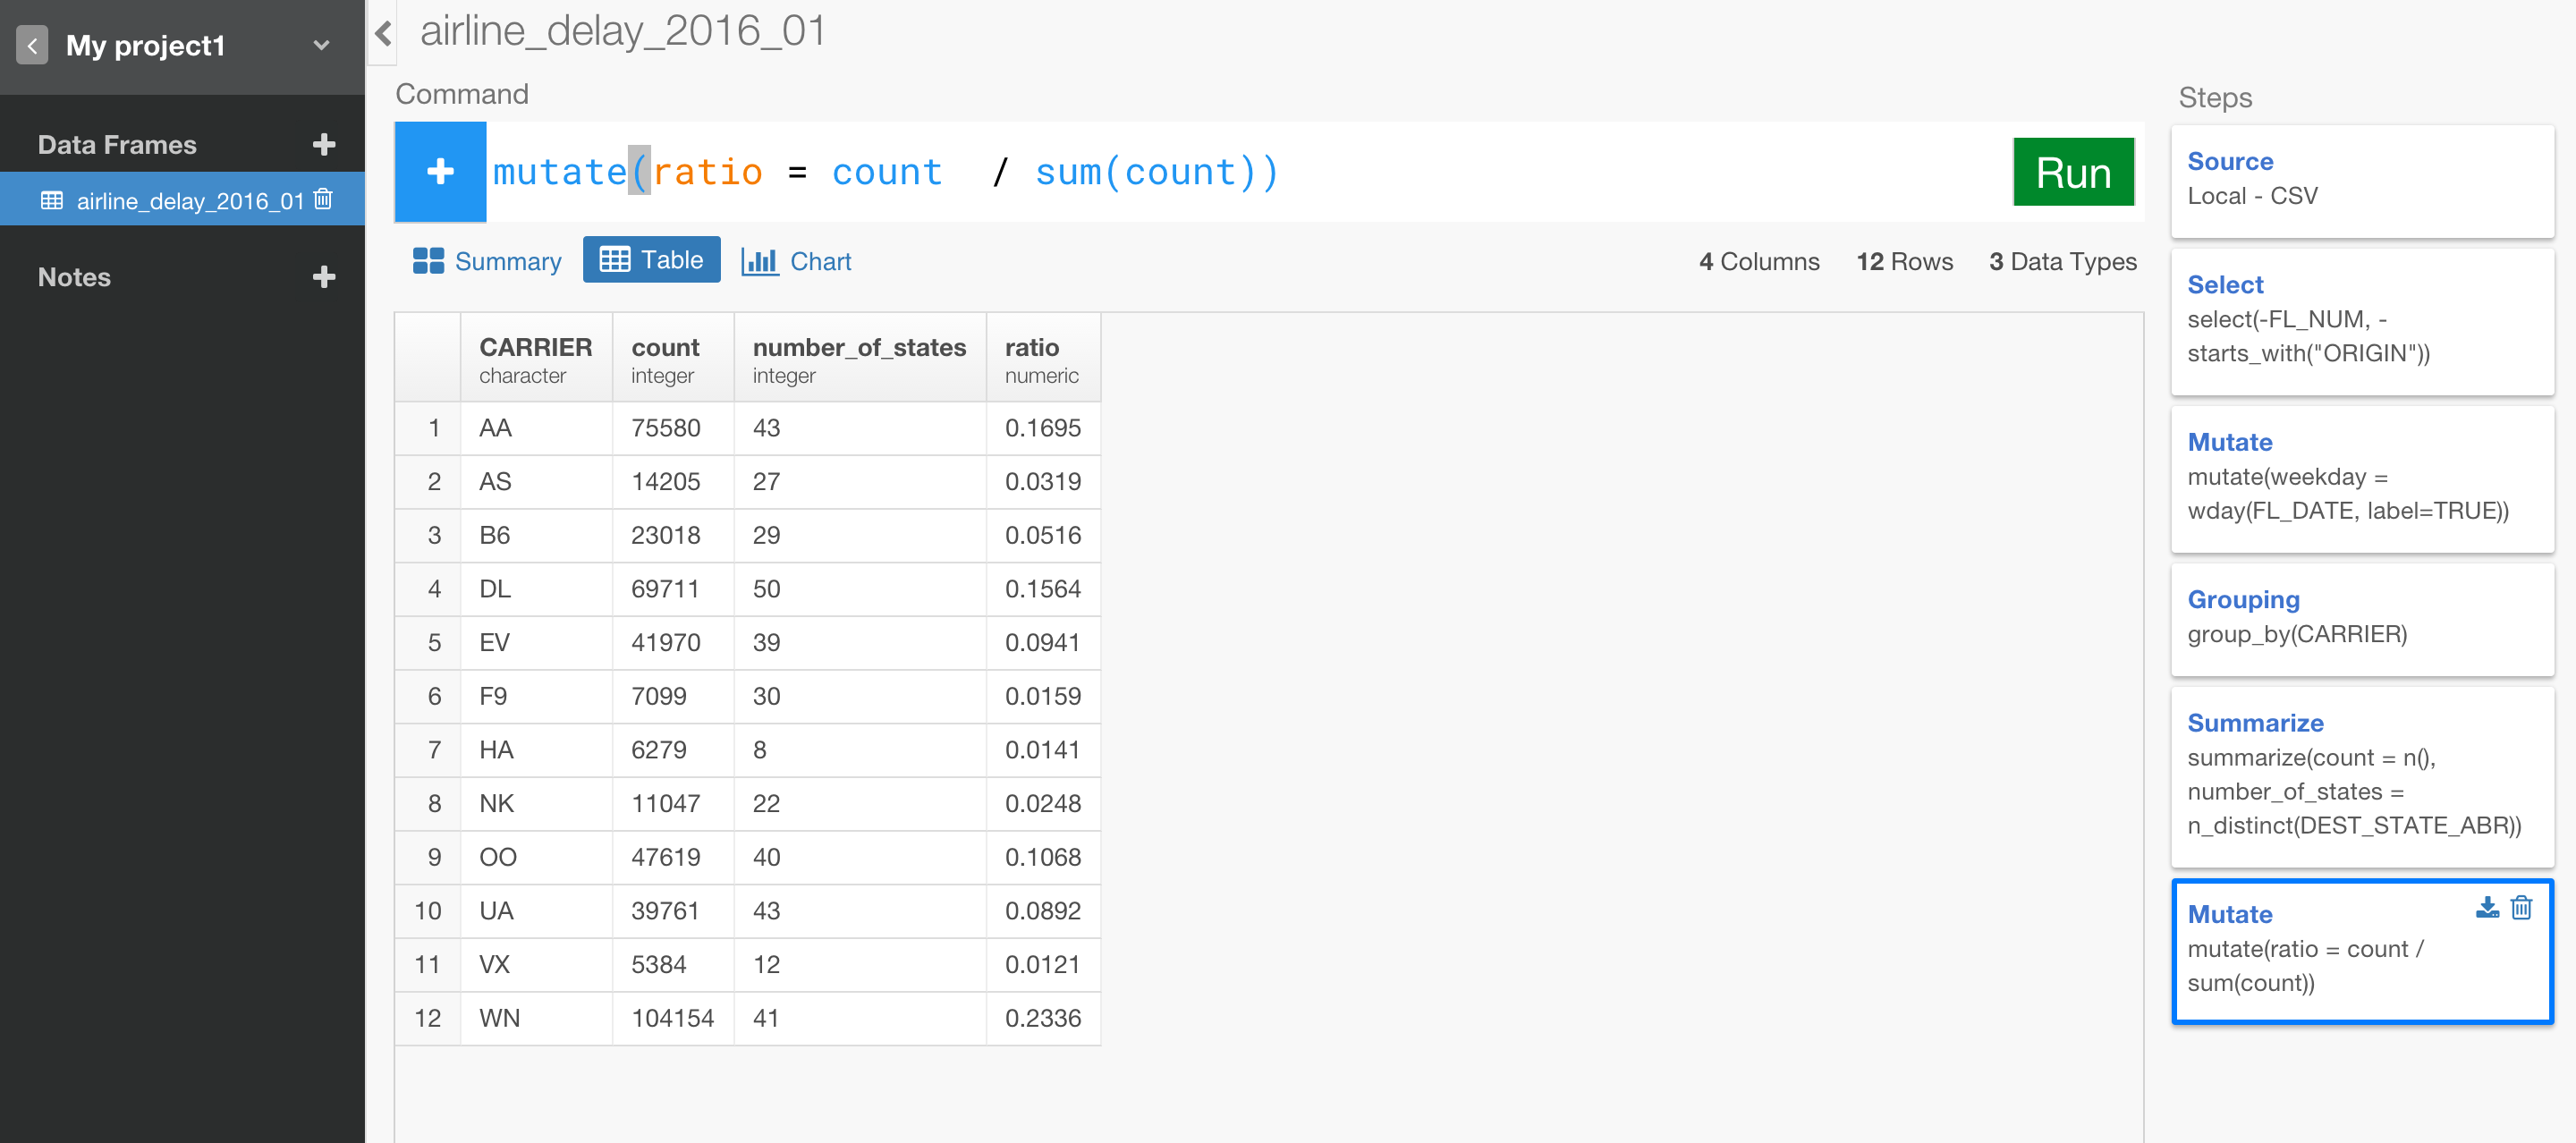 My project1
Data Frames
airline_delay_2016_01
Notes
airline_delay_2016_01
Command
mutate(ratio = count / sum(count))
Run
Summary Table Chart
4 Columns 12 Rows 3 Data Types
CARRIER count number_of_states ratio
character integer integer numeric
1 AA 75580 43 0.1695
2 AS 14205 27 0.0319
3 B6 23018 29 0.0516
4 DL 69711 50 0.1564
5 EV 41970 39 0.0941
6 F9 7099 30 0.0159
7 HA 6279 8 0.0141
8 NK 11047 22 0.0248
9 OO 47619 40 0.1068
10 UA 39761 43 0.0892
11 VX 5384 12 0.0121
12 WN 104154 41 0.2336
Steps
Source
Local - CSV
Select
select(-FL_NUM, -
starts_with("ORIGIN"))
Mutate
mutate(weekday =
wday(FL_DATE, label=TRUE))
Grouping
group_by(CARRIER)
Summarize
summarize(count = n(),
number_of_states =
n_distinct(DEST_STATE_ABR))
Mutate
mutate(ratio = count /
sum(count))